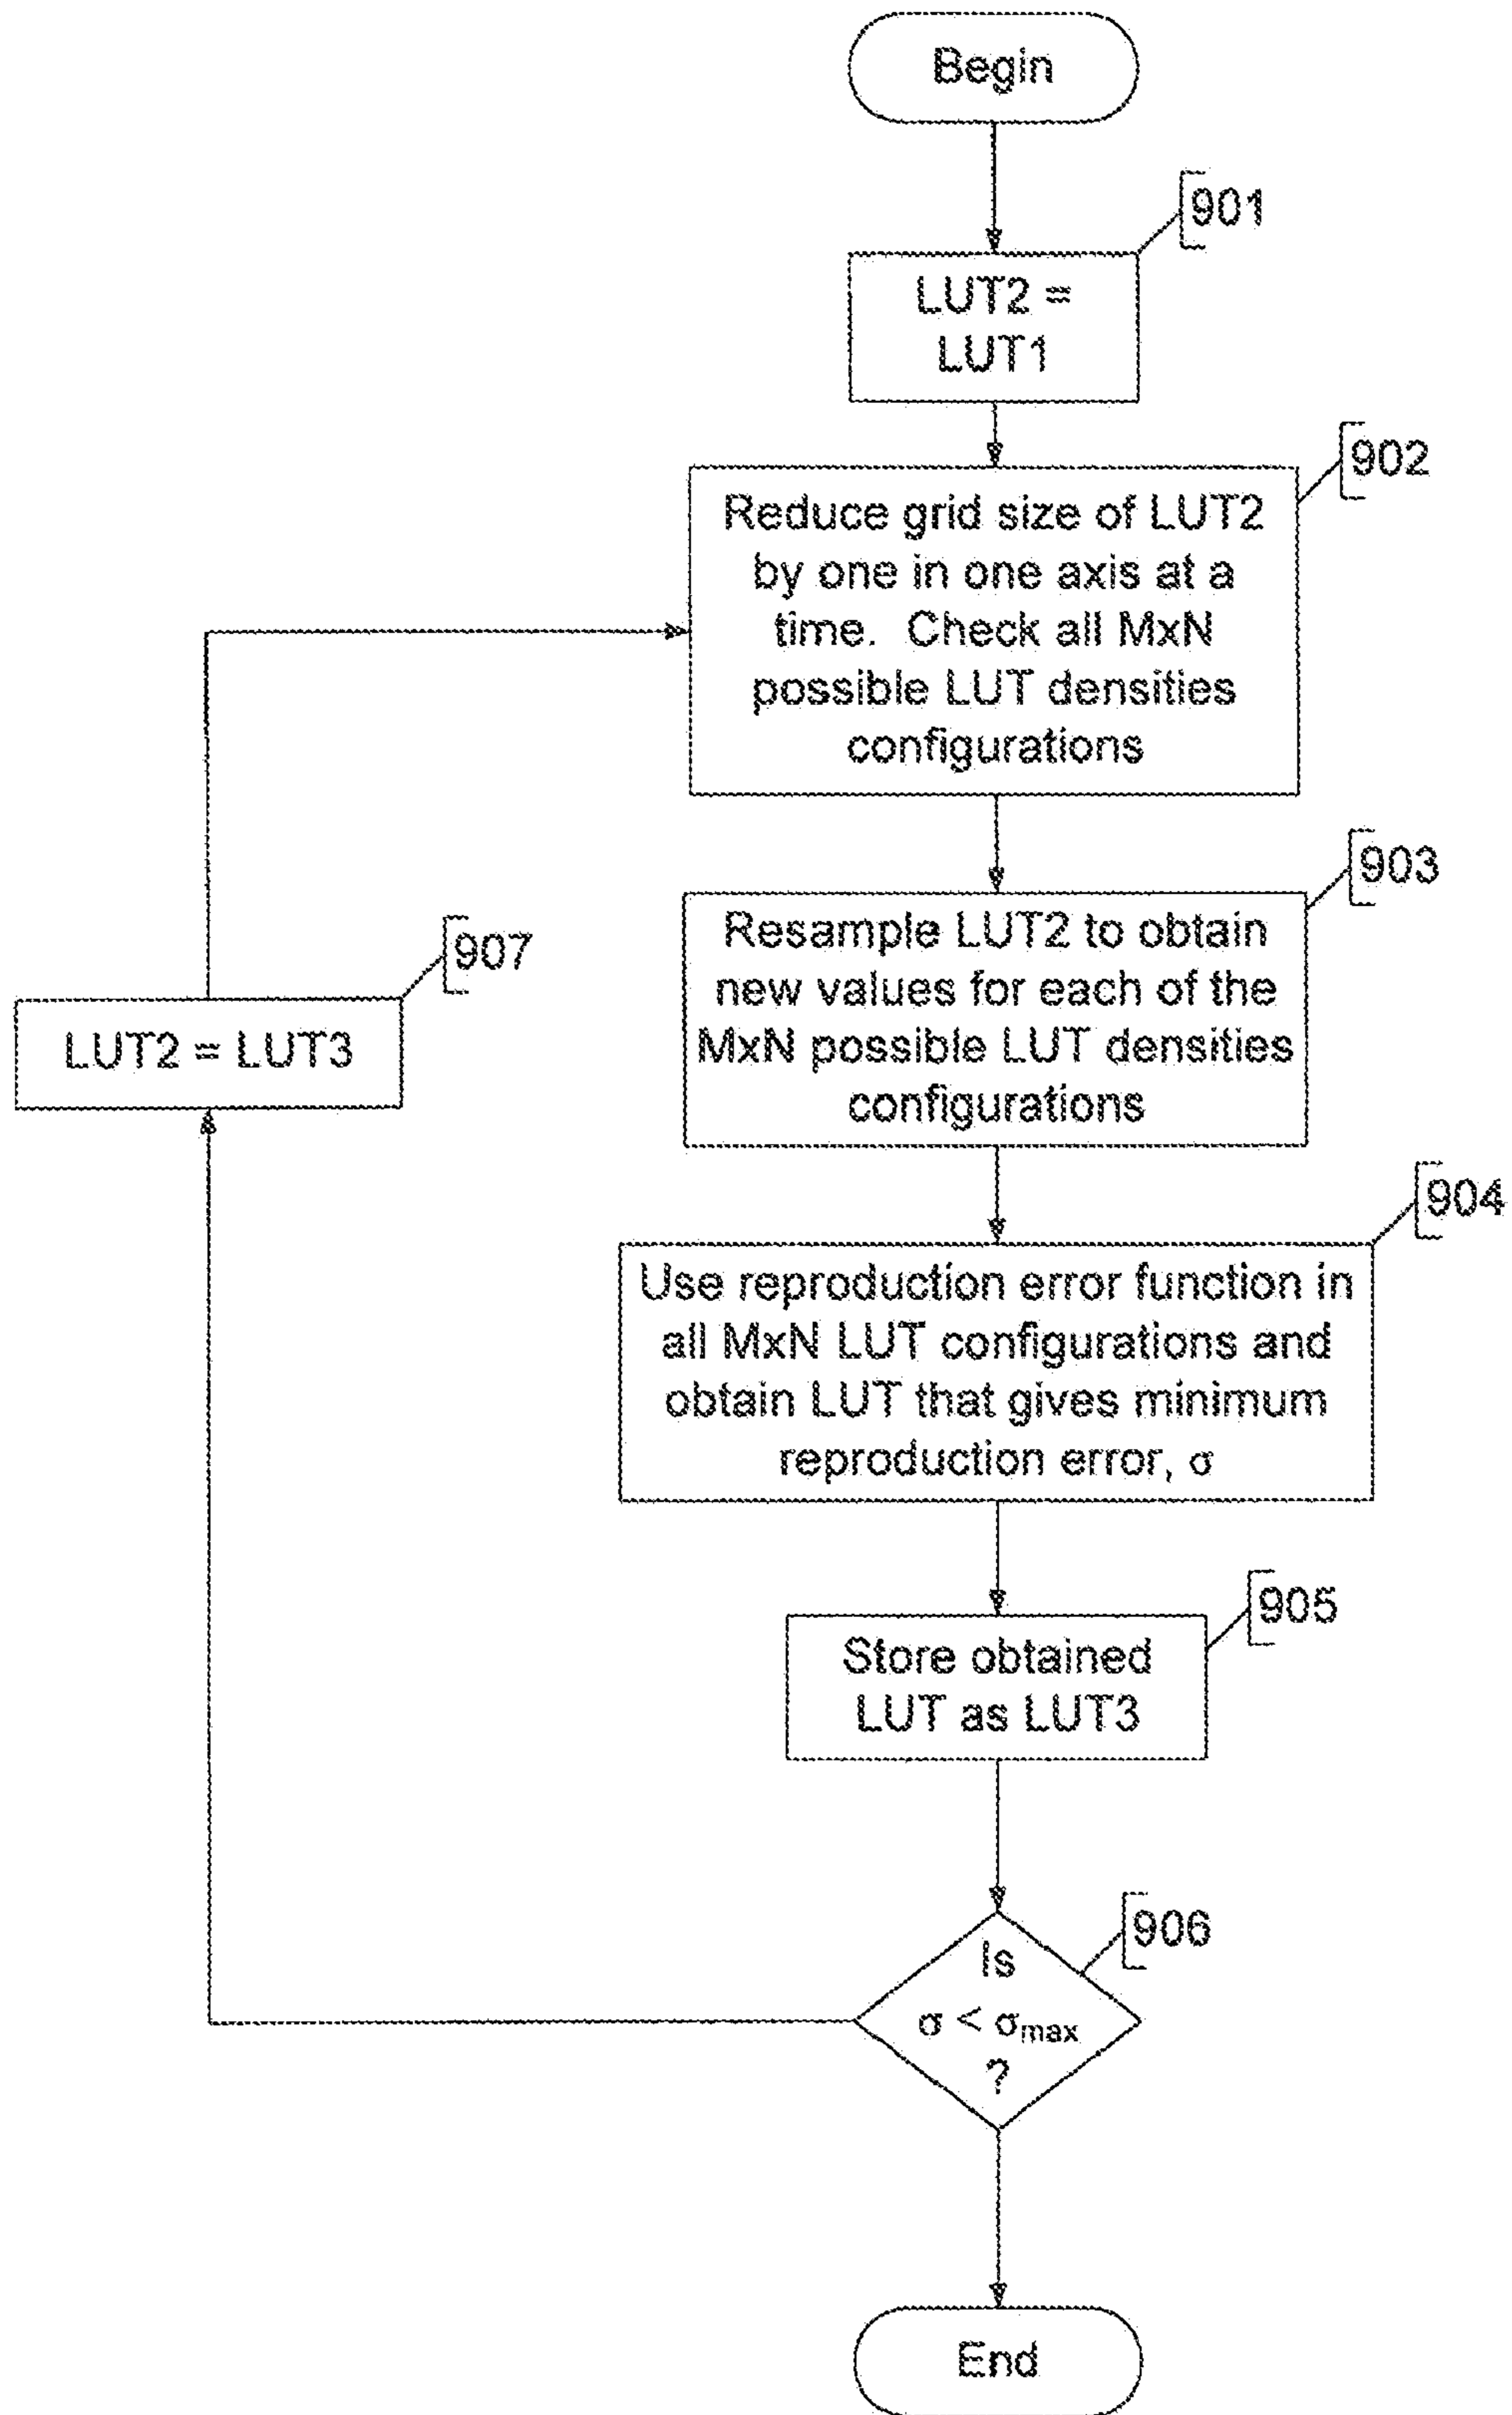 Begin
901
LUT2 =
LUT1
902
Reduce grid size of LUT2
by one in one axis at a
time. Check all MxN
possible LUT densities
configurations
903
Resample LUT2 to obtain
new values for each of the
MxN possible LUT densities
configurations
907
LUT2 = LUT3
904
Use reproduction error function in
all MxN LUT configurations and
obtain LUT that gives minimum
reproduction error, σ
905
Store obtained
LUT as LUT3
906
Is
σ < σmax
?
End